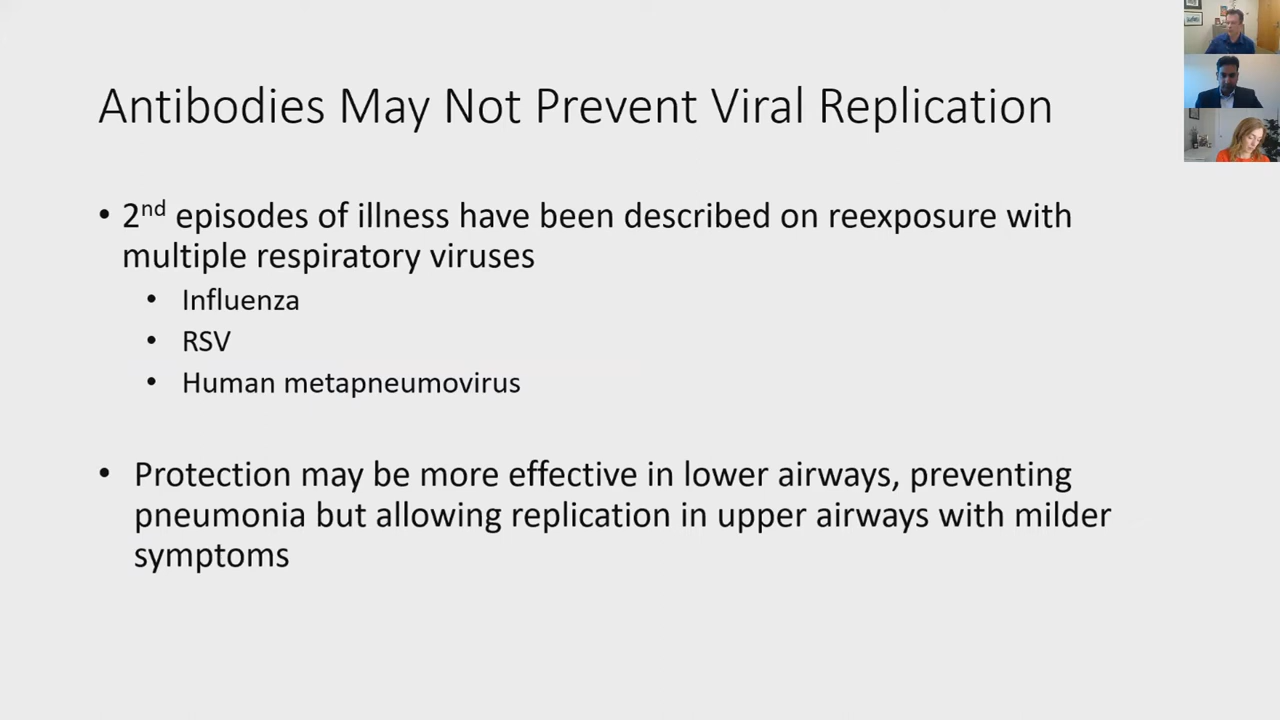 Antibodies May Not Prevent Viral Replication
• 2nd episodes of illness have been described on reexposure with
multiple respiratory viruses
• Influenza
• RSV
• Human metapneumovirus
• Protection may be more effective in lower airways, preventing
pneumonia but allowing replication in upper airways with milder
symptoms